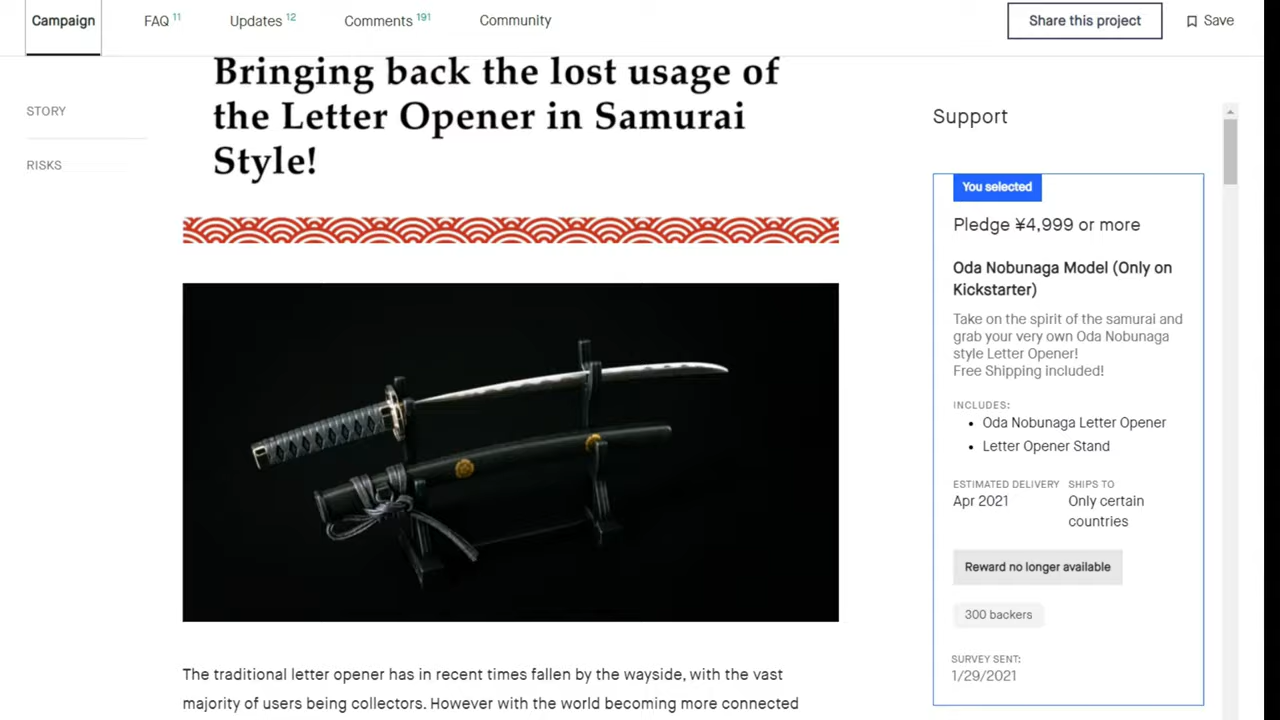 Campaign
FAQ 11
Updates 12
Comments 191
Community
Share this project
Save
STORY
RISKS
Bringing back the lost usage of
the Letter Opener in Samurai
Style!
The traditional letter opener has in recent times fallen by the wayside, with the vast
majority of users being collectors. However with the world becoming more connected
Support
You selected
Pledge ¥4,999 or more
Oda Nobunaga Model (Only on
Kickstarter)
Take on the spirit of the samurai and
grab your very own Oda Nobunaga
style Letter Opener!
Free Shipping included!
INCLUDES:
• Oda Nobunaga Letter Opener
• Letter Opener Stand
ESTIMATED DELIVERY
Apr 2021
SHIPS TO
Only certain
countries
Reward no longer available
300 backers
SURVEY SENT:
1/29/2021